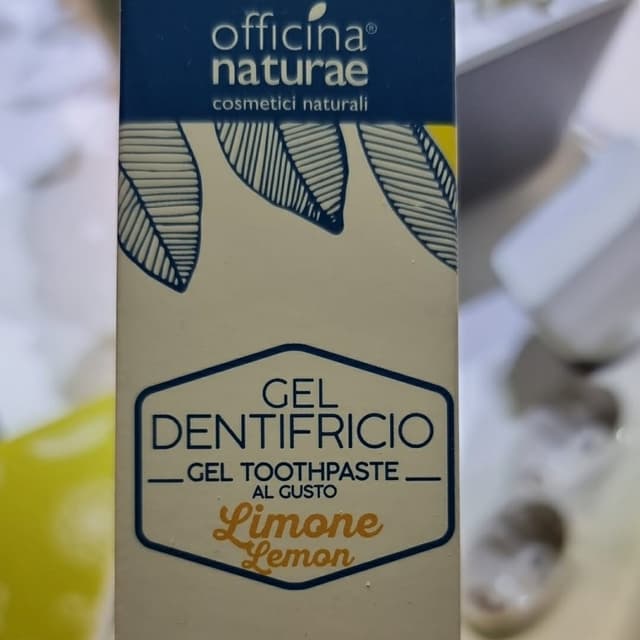 officina®
naturae
cosmetici naturali
GEL
DENTIFRICIO
GEL TOOTHPASTE
AL GUSTO
Limone
Lemon